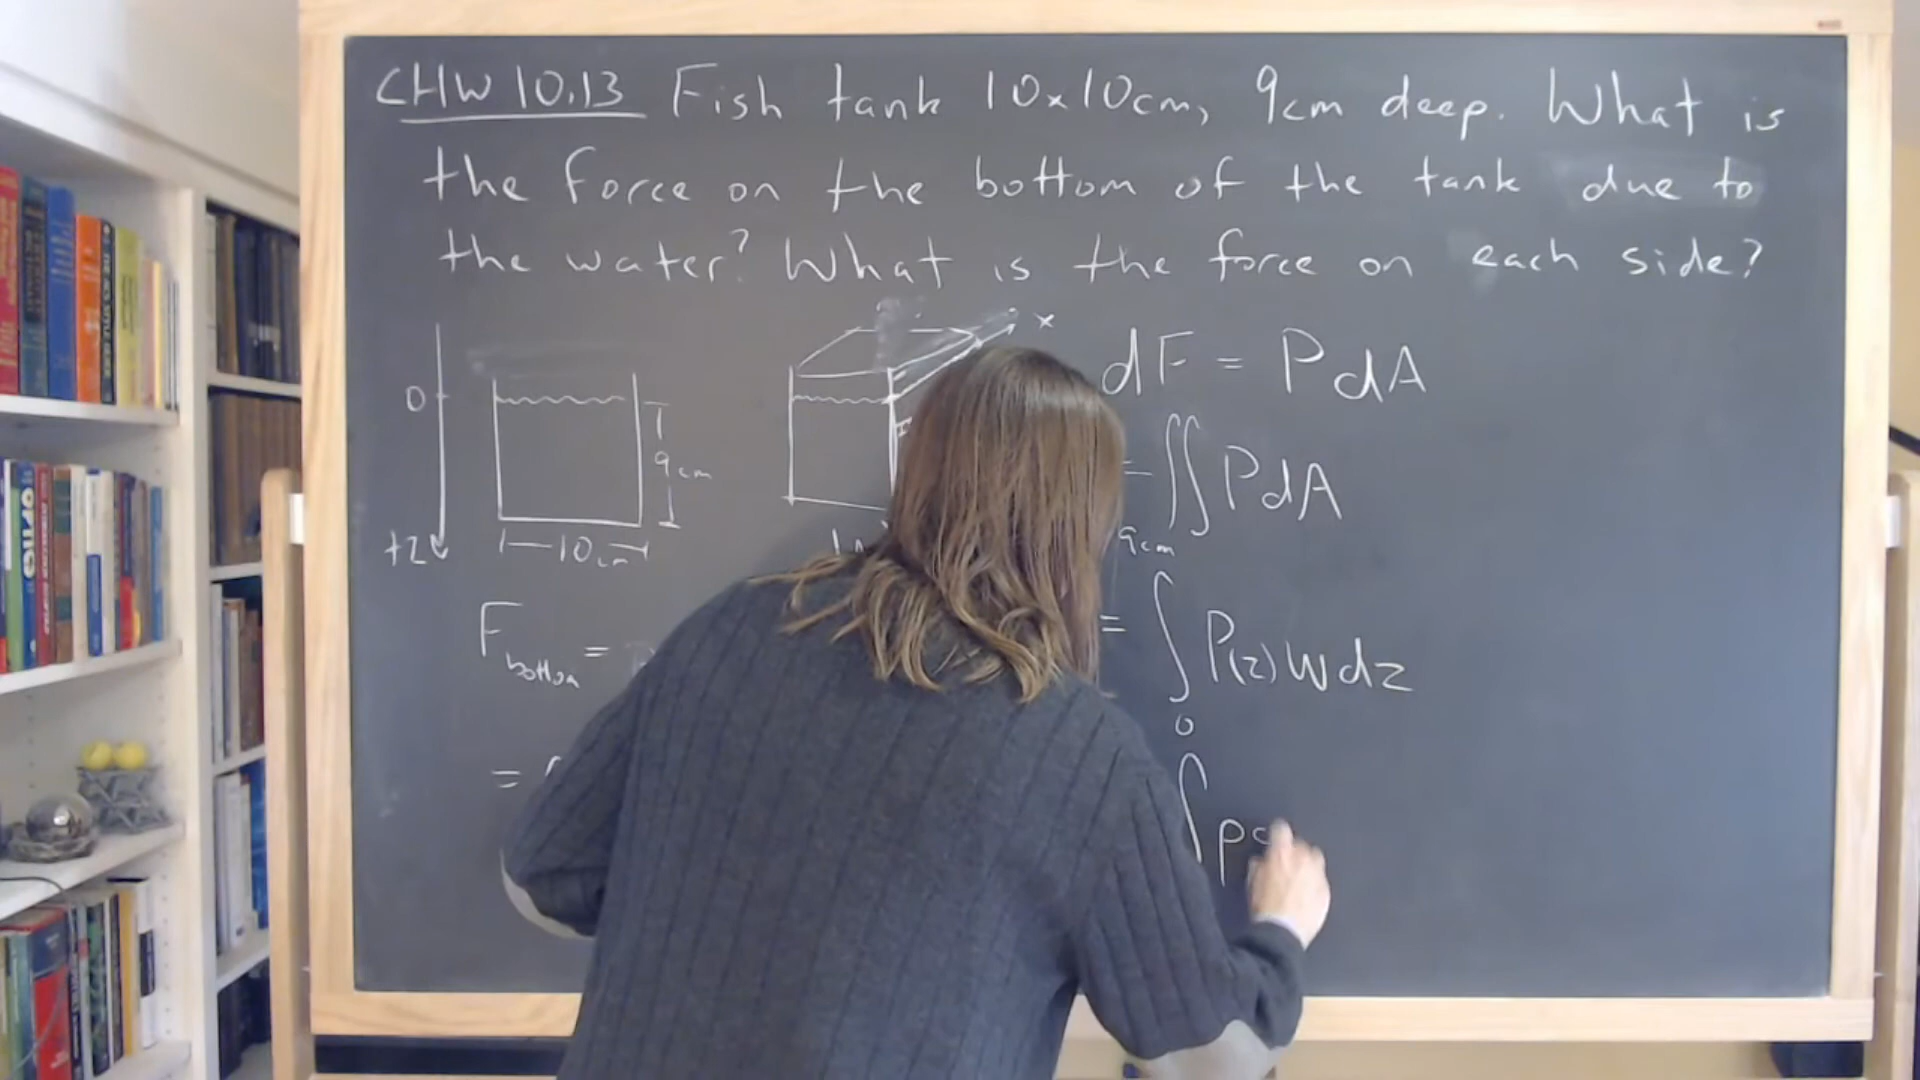 CHW 10.13 Fish tank 10x10cm, 9cm deep. What is
the force on the bottom of the tank due to
the water? What is the force on each side?
0
+z
9cm
10cm
x
F bottom =
=
dF = PdA
= ∬ PdA
9cm
= ∫ P(z) W dz
0
∫ ρ